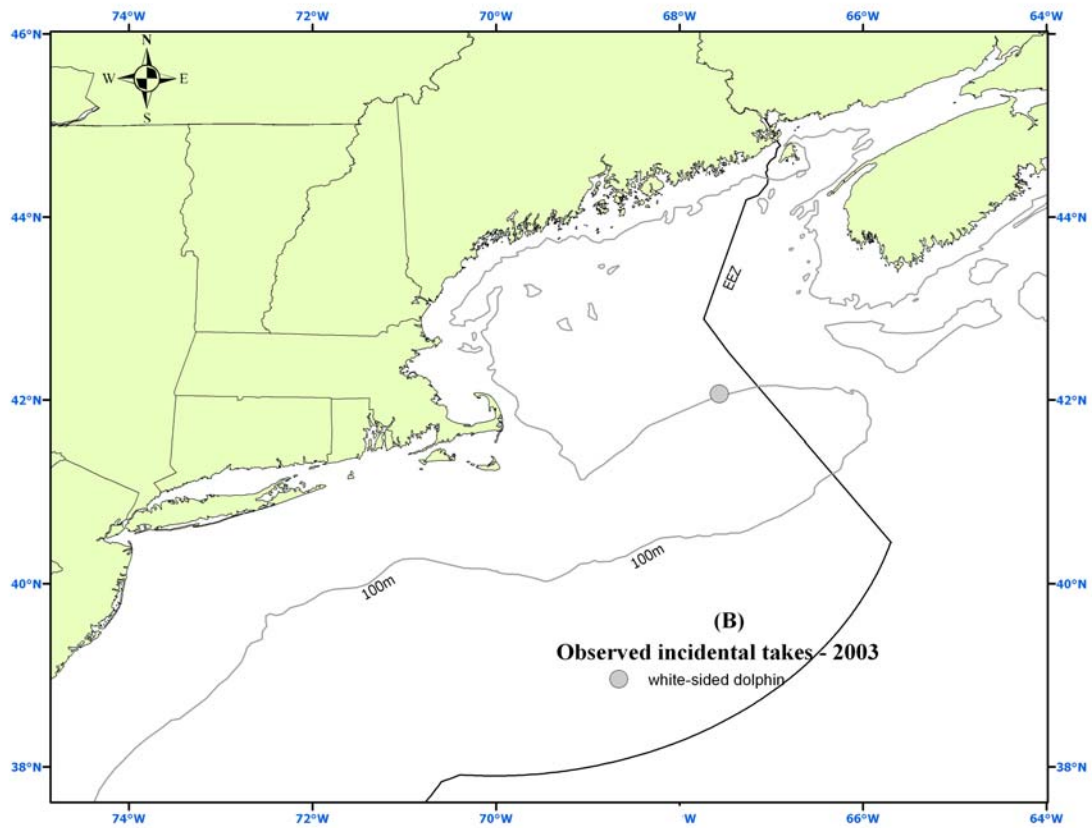 74°W 72°W 70°W 68°W 66°W 64°W
46°N
N
W E
S
44°N 44°N
EEZ
42°N 42°N
100m
100m
40°N 40°N
(B)
Observed incidental takes - 2003
white-sided dolphin
38°N 38°N
74°W 72°W 70°W °W 66°W 64°W